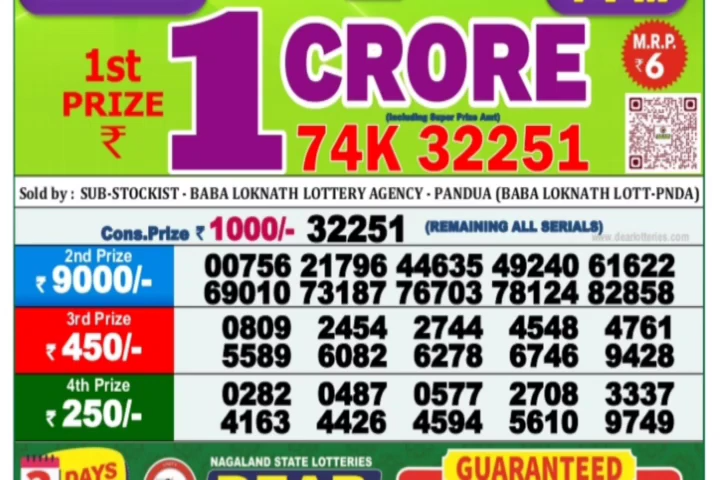 1st
PRIZE
₹
1 CRORE
(Including Super Prize Amt)
74K 32251
M.R.P.
₹6
Sold by : SUB-STOCKIST - BABA LOKNATH LOTTERY AGENCY - PANDUA (BABA LOKNATH LOTT-PNDA)
Cons.Prize ₹ 1000/- 32251 (REMAINING ALL SERIALS)
www.dearlotteries.com
2nd Prize
₹ 9000/-
00756 21796 44635 49240 61622
69010 73187 76703 78124 82858
3rd Prize
₹ 450/-
0809 2454 2744 4548 4761
5589 6082 6278 6746 9428
4th Prize
₹ 250/-
0282 0487 0577 2708 3337
4163 4426 4594 5610 9749
DAYS
NAGALAND STATE LOTTERIES
DEAR
GUARANTEED